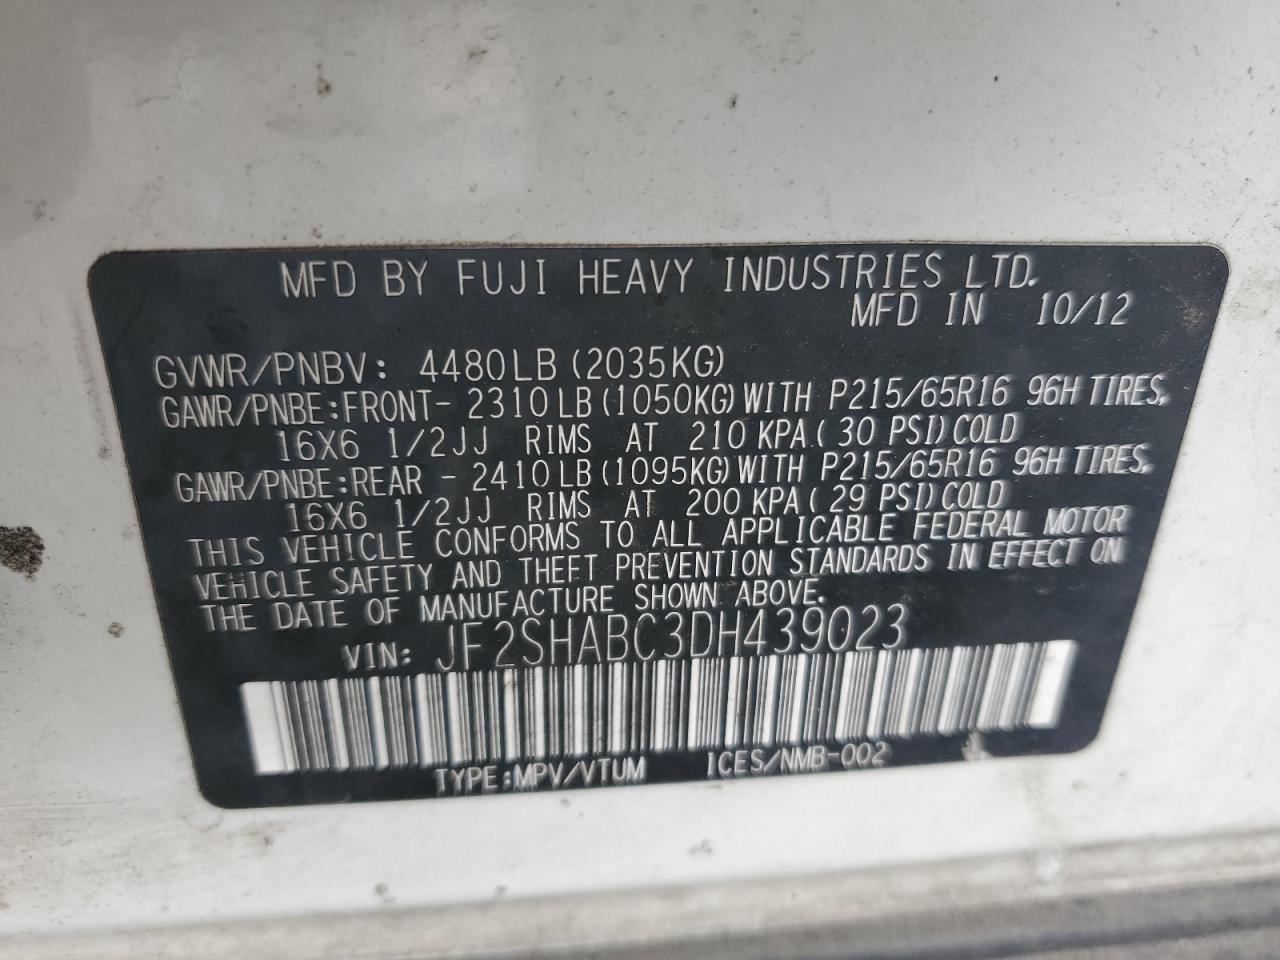 MFD BY FUJI HEAVY INDUSTRIES LTD.
MFD IN 10/12
GVWR/PNBV: 4480LB (2035KG)
GAWR/PNBE:FRONT- 2310LB(1050KG)WITH P215/65R16 96H TIRES,
16X6 1/2JJ RIMS AT 210 KPA.( 30 PSI)COLD
GAWR/PNBE:REAR - 2410LB(1095KG)WITH P215/65R16 96H TIRES,
16X6 1/2JJ RIMS AT 200 KPA( 29 PSI)COLD
THIS VEHICLE CONFORMS TO ALL APPLICABLE FEDERAL MOTOR
VEHICLE SAFETY AND THEFT PREVENTION STANDARDS IN EFFECT ON
THE DATE OF MANUFACTURE SHOWN ABOVE.
VIN: JF2SHABC3DH439023
TYPE:MPV/VTUM ICES/NMB-002